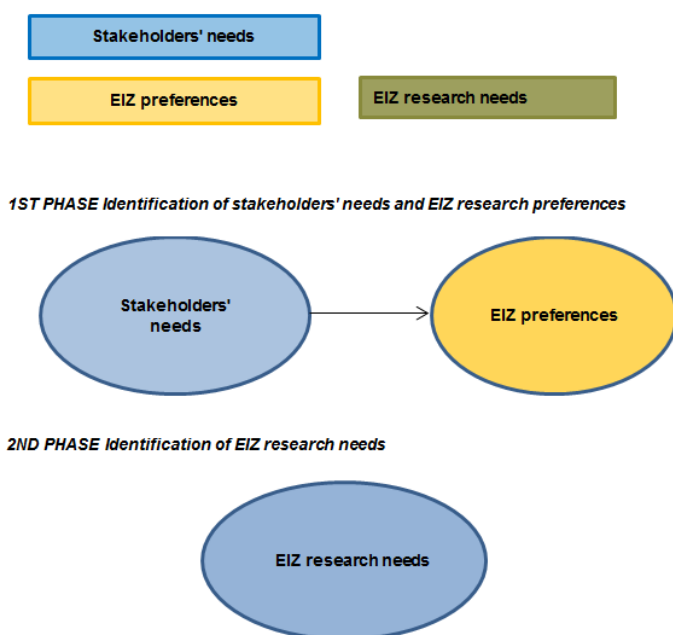 Stakeholders' needs
EIZ preferences
EIZ research needs
1ST PHASE Identification of stakeholders' needs and EIZ research preferences
Stakeholders'
needs
EIZ preferences
2ND PHASE Identification of EIZ research needs
EIZ research needs